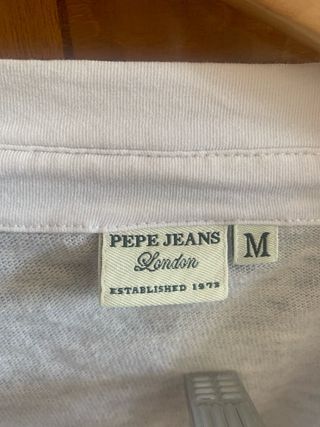 PEPE JEANS
London
ESTABLISHED 1973
M